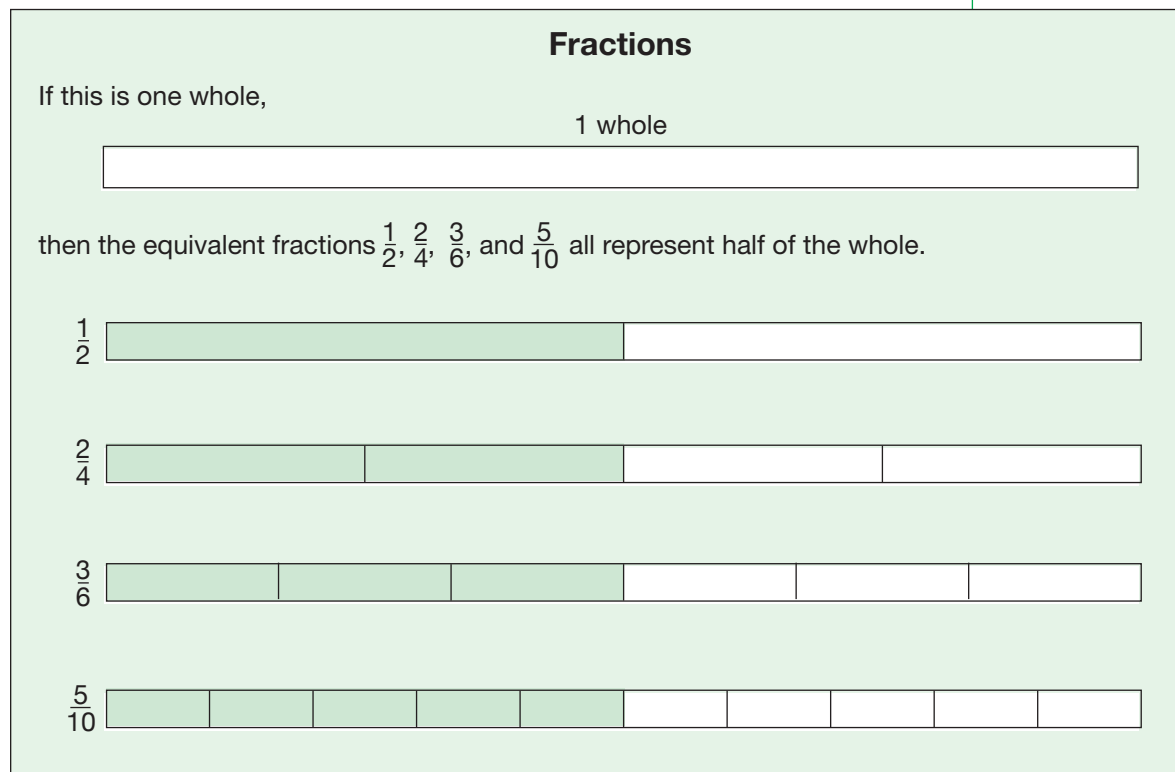 Fractions
If this is one whole,
1 whole
then the equivalent fractions 1/2, 2/4, 3/6, and 5/10 all represent half of the whole.
1/2
2/4
3/6
5/10